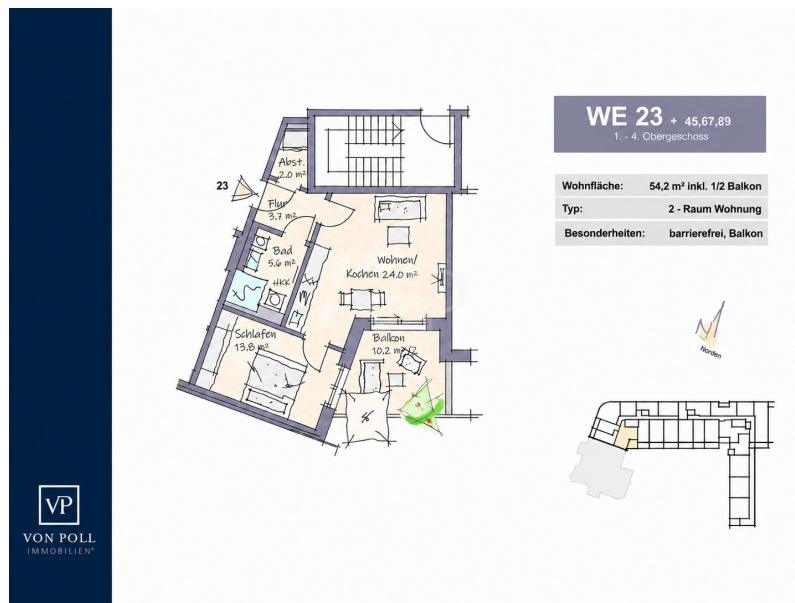 WE 23 + 45,67,89
1. - 4. Obergeschoss
Wohnfläche: 54,2 m² inkl. 1/2 Balkon
Typ: 2 - Raum Wohnung
Besonderheiten: barrierefrei, Balkon
23
Abst.
2.0 m²
Flur
3.7 m²
Bad
5.6 m²
HKK
Wohnen/
Kochen 24.0 m²
Schlafen
13.8 m²
Balkon
10.2 m²/2
Norden
VP
VON POLL
IMMOBILIEN®